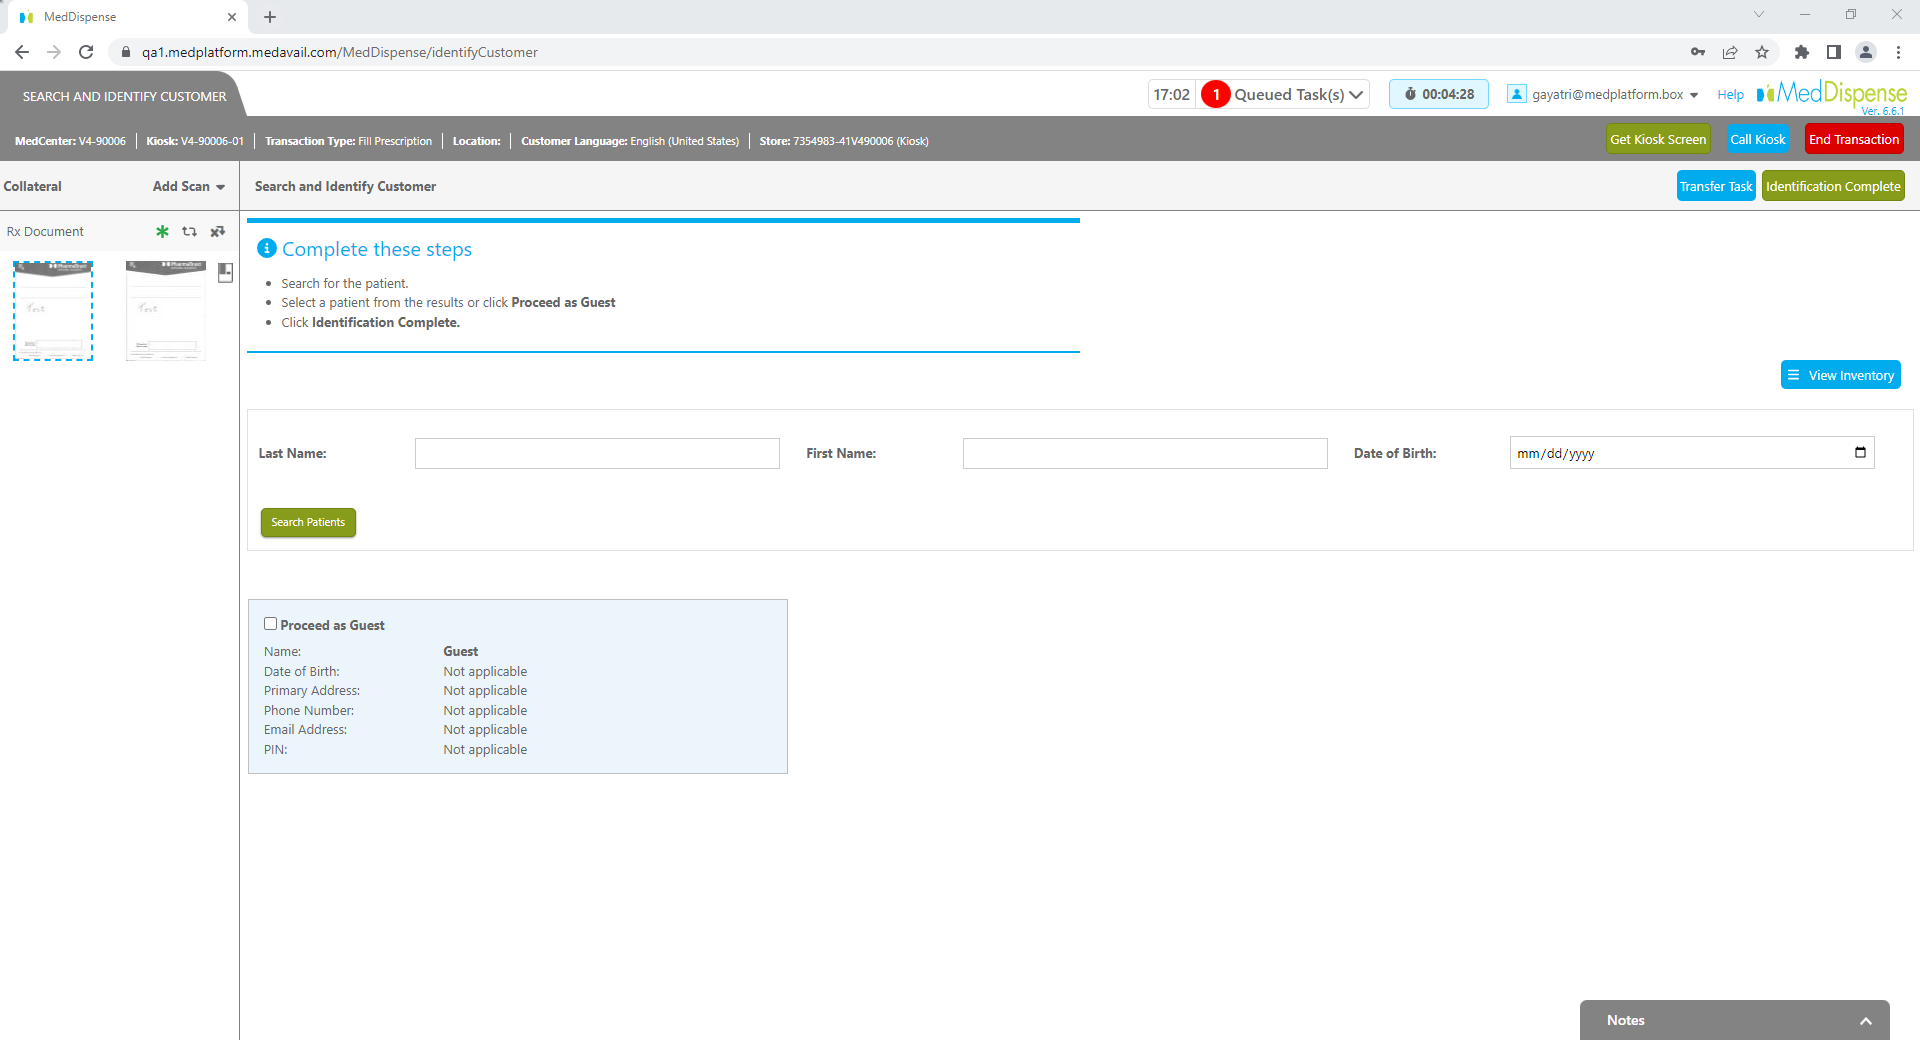 MedDispense
qa1.medplatform.medavail.com/MedDispense/identifyCustomer
SEARCH AND IDENTIFY CUSTOMER
17:02 1 Queued Task(s) 00:04:28 gayatri@medplatform.box Help MedDispense
Ver. 6.6.1
MedCenter: V4-90006 Kiosk: V4-90006-01 Transaction Type: Fill Prescription Location: Customer Language: English (United States) Store: 7354983-41V490006 (Kiosk) Get Kiosk Screen Call Kiosk End Transaction
Collateral Add Scan Search and Identify Customer Transfer Task Identification Complete
Rx Document
Complete these steps
Search for the patient.
Select a patient from the results or click Proceed as Guest
Click Identification Complete.
View Inventory
Last Name: First Name: Date of Birth: mm/dd/yyyy
Search Patients
Proceed as Guest
Name: Guest
Date of Birth: Not applicable
Primary Address: Not applicable
Phone Number: Not applicable
Email Address: Not applicable
PIN: Not applicable
Notes